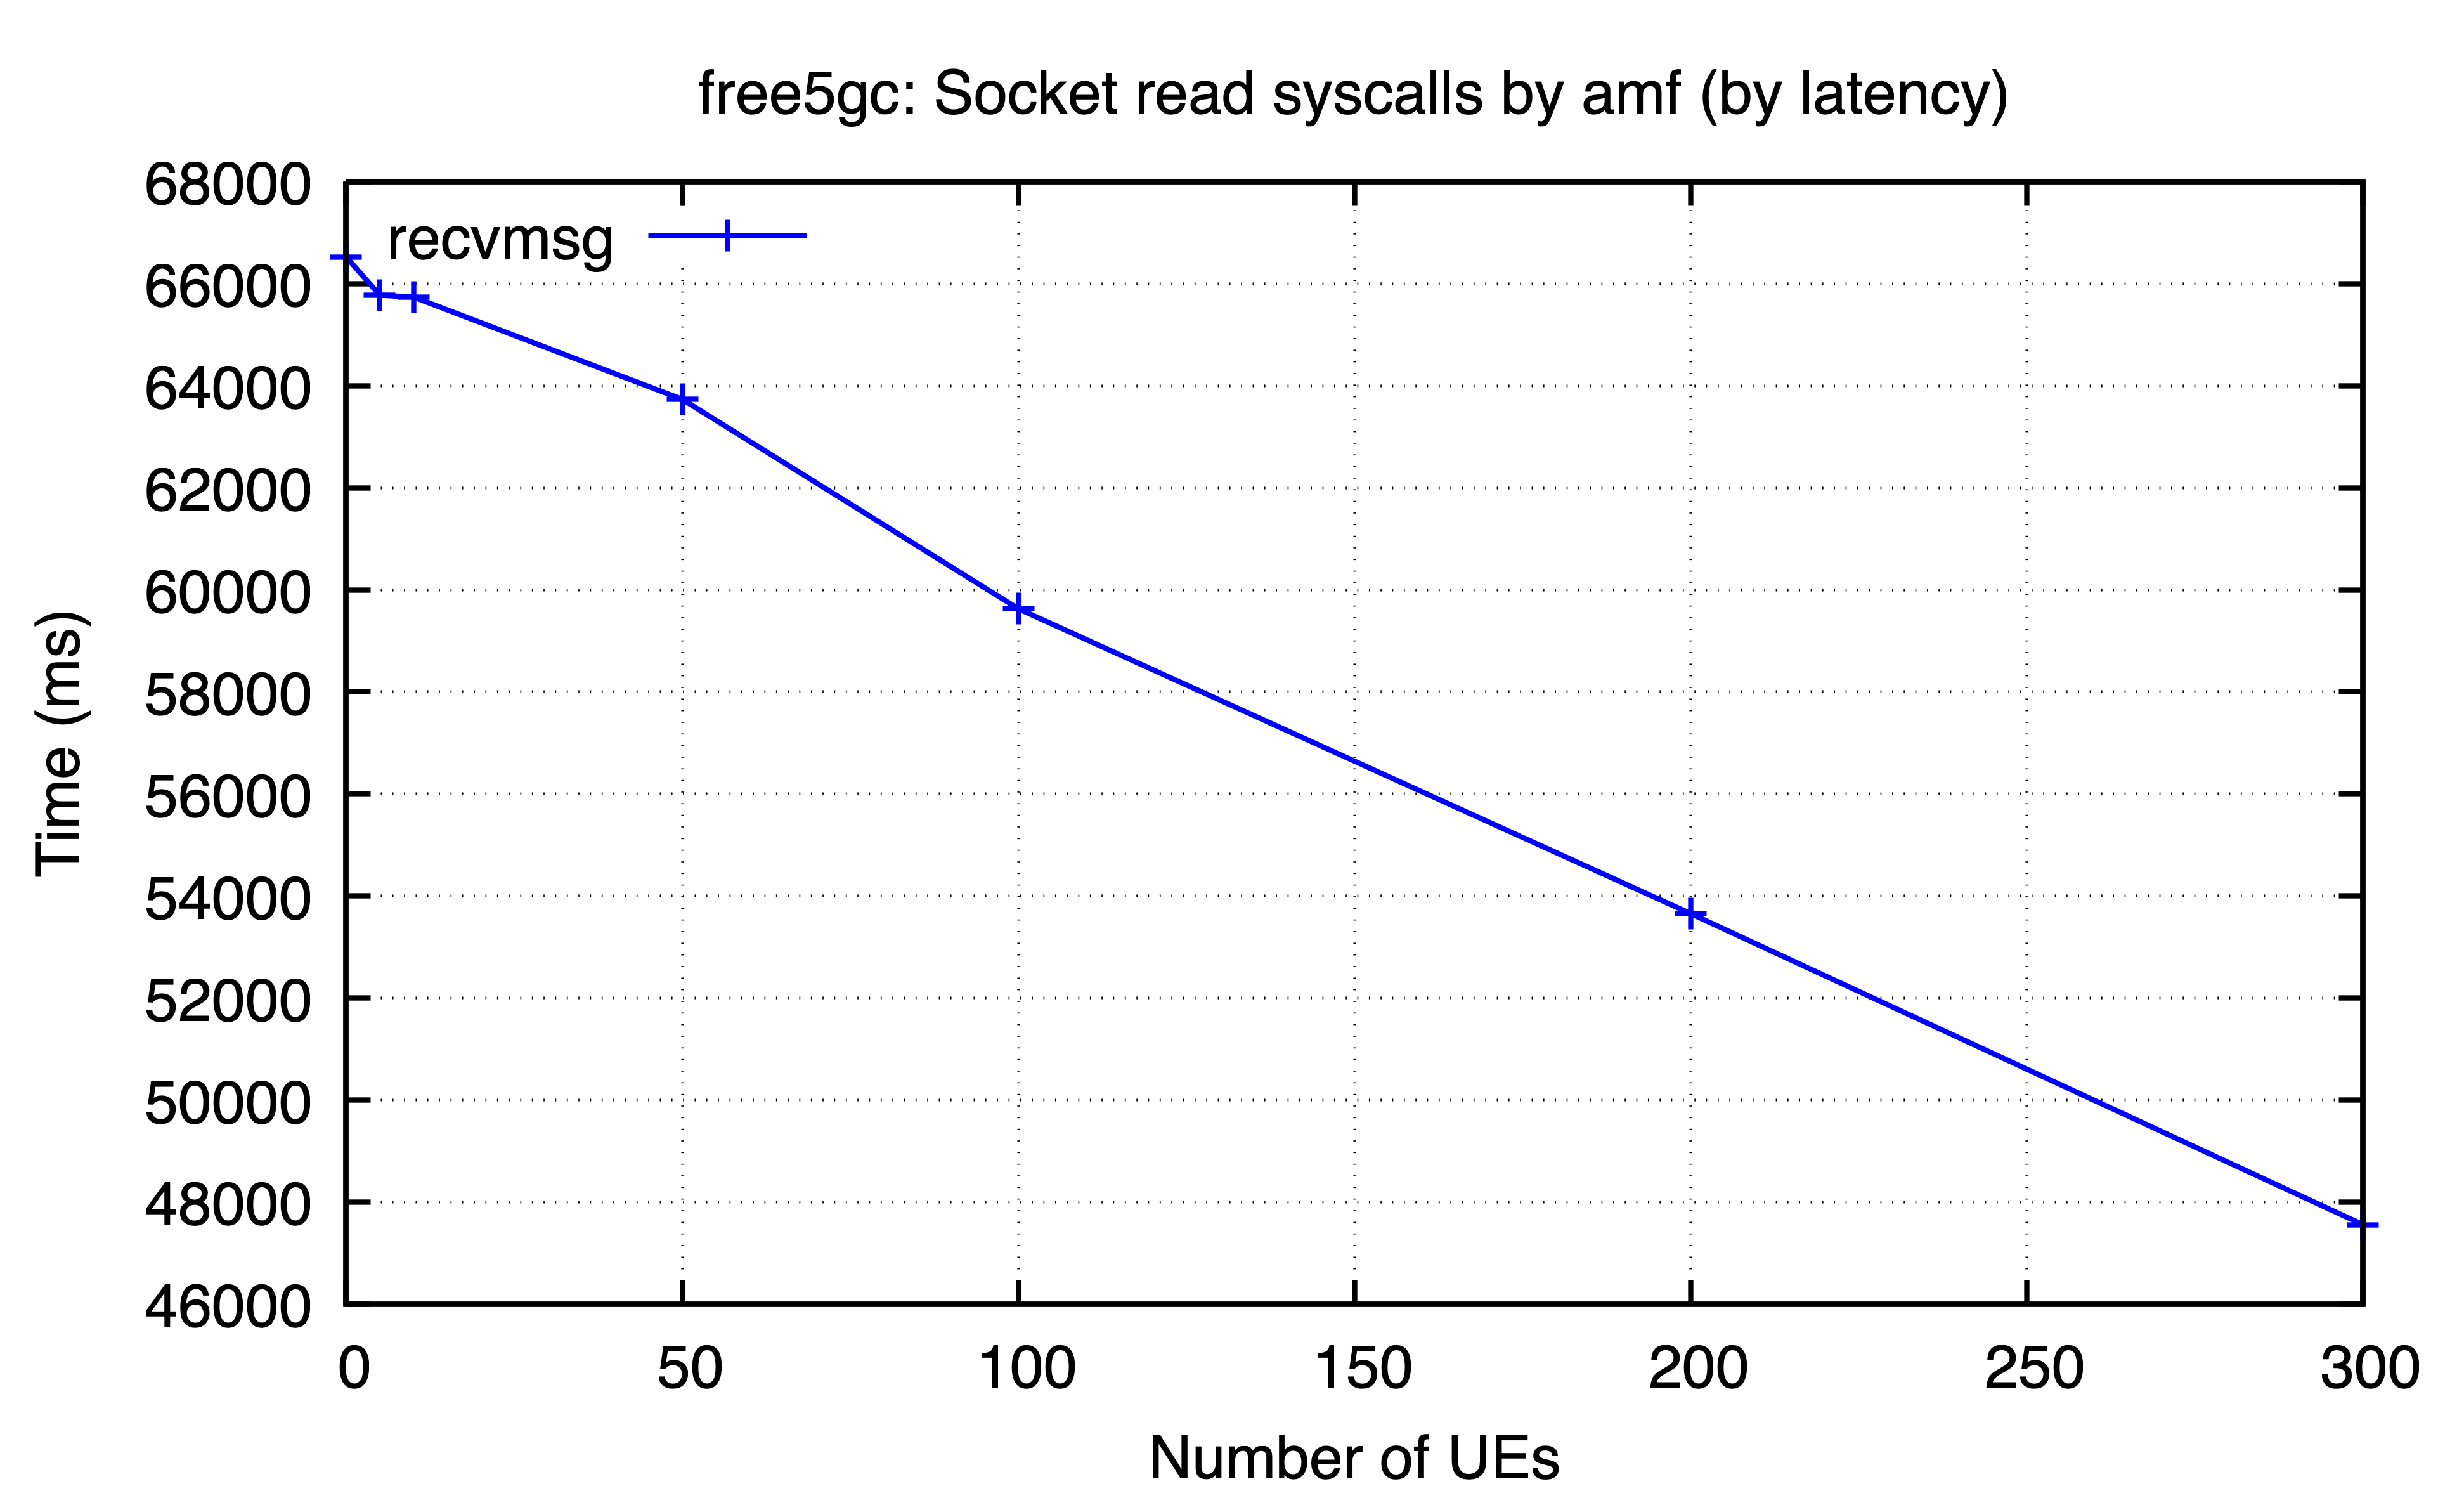 free5gc: Socket read syscalls by amf (by latency)
68000
recvmsg
66000
64000
62000
60000
58000
56000
54000
52000
50000
48000
46000
Time (ms)
0 50 100 150 200 250 300
Number of UEs